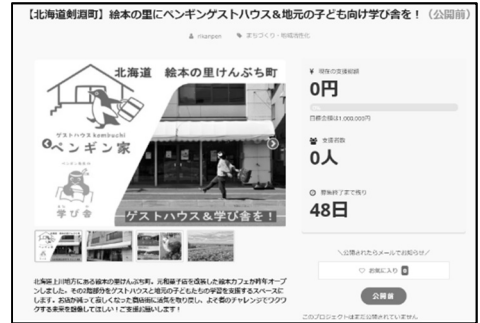 【北海道剣淵町】絵本の里にペンギンゲストハウス&地元の子ども向け学び舎を!（公開前）
nikanpen
まちづくり・地域活性化
北海道 絵本の里けんぶち町
ゲストハウス kamibuchi
ペンギン家
学び舎
ゲストハウス&学び舎を!
¥ 現在の支援総額
0円
目標金額は1,000,000円
支援者数
0人
募集終了まで残り
48日
北海道上川地方にある絵本の里けんぶち町。元和菓子店を改装した絵本カフェが昨年オープ
ンしました。その2階部分をゲストハウスと地元の子どもたちの学習を支援するスペースに
します。お店が減って寂しくなった商店街に活気を取り戻し、よそ者のチャレンジでワクワ
クする未来を想像してほしい!ご支援お願いします!
＼公開されたらメールでお知らせ／
♡ お気に入り 0
公開前
このプロジェクトはまだ公開されていません